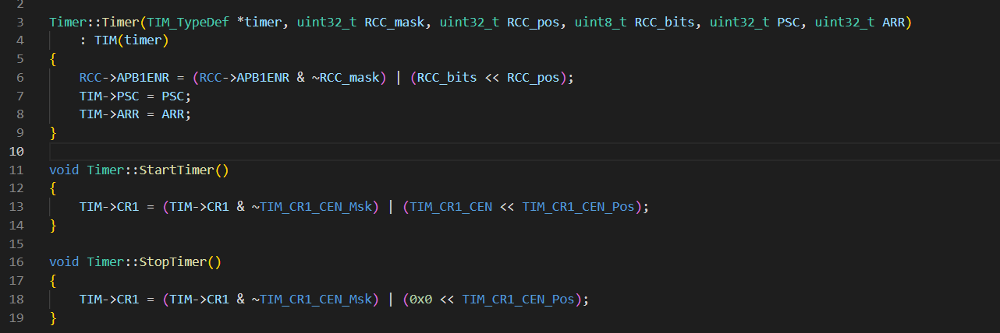 2
3 Timer::Timer(TIM_TypeDef *timer, uint32_t RCC_mask, uint32_t RCC_pos, uint8_t RCC_bits, uint32_t PSC, uint32_t ARR)
4     : TIM(timer)
5 {
6     RCC->APB1ENR = (RCC->APB1ENR & ~RCC_mask) | (RCC_bits << RCC_pos);
7     TIM->PSC = PSC;
8     TIM->ARR = ARR;
9 }
10
11 void Timer::StartTimer()
12 {
13     TIM->CR1 = (TIM->CR1 & ~TIM_CR1_CEN_Msk) | (TIM_CR1_CEN << TIM_CR1_CEN_Pos);
14 }
15
16 void Timer::StopTimer()
17 {
18     TIM->CR1 = (TIM->CR1 & ~TIM_CR1_CEN_Msk) | (0x0 << TIM_CR1_CEN_Pos);
19 }